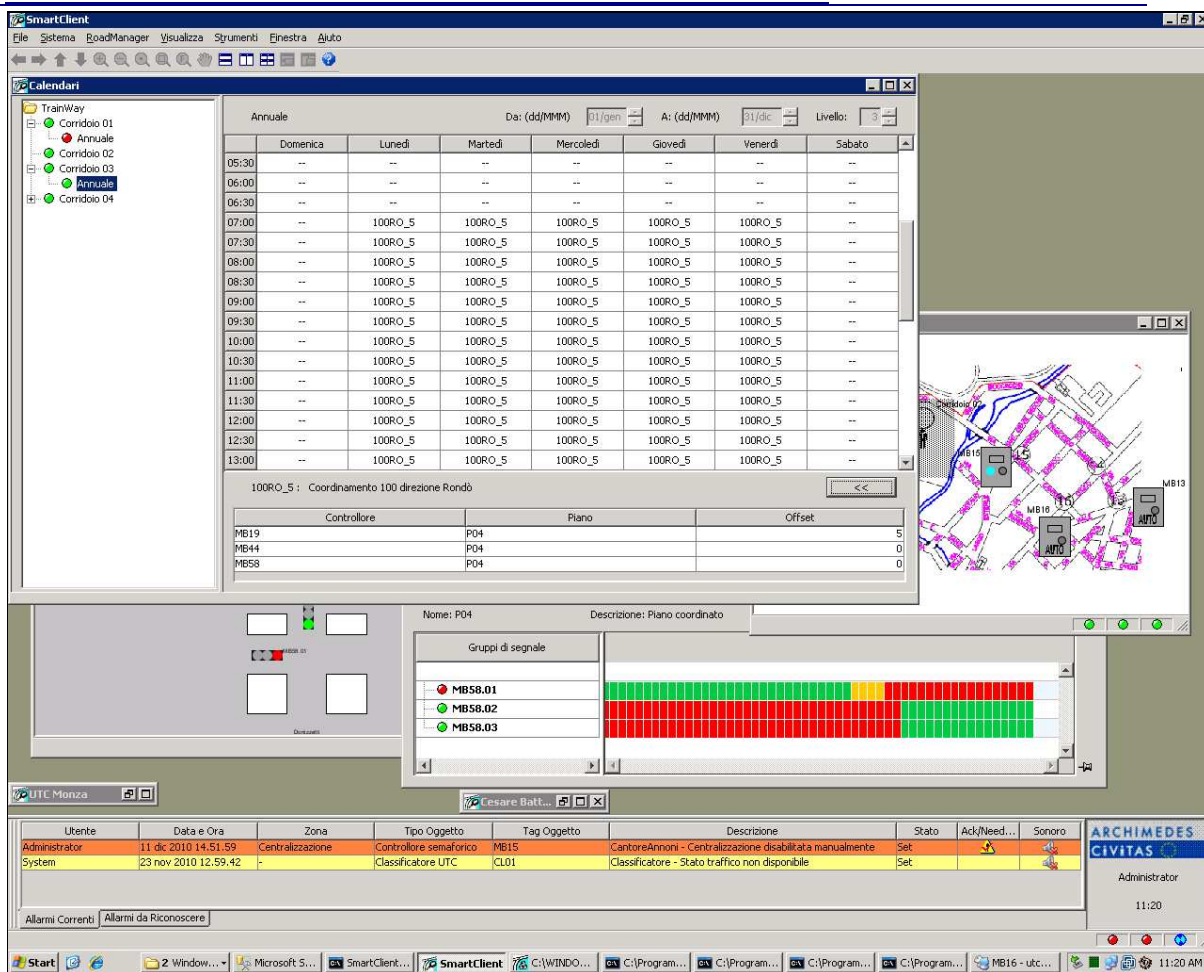 SmartClient
File Sistema RoadManager Visualizza Strumenti Finestra Aiuto
Calendari
TrainWay
Corridoio 01
Annuale
Corridoio 02
Corridoio 03
Annuale
Corridoio 04
Annuale Da: (dd/MMM) 01/gen A: (dd/MMM) 31/dic Livello: 3
Domenica Lunedì Martedì Mercoledì Giovedì Venerdì Sabato
05:30 -- -- -- -- -- -- --
06:00 -- -- -- -- -- -- --
06:30 -- -- -- -- -- -- --
07:00 -- 100RO_5 100RO_5 100RO_5 100RO_5 100RO_5 --
07:30 -- 100RO_5 100RO_5 100RO_5 100RO_5 100RO_5 --
08:00 -- 100RO_5 100RO_5 100RO_5 100RO_5 100RO_5 --
08:30 -- 100RO_5 100RO_5 100RO_5 100RO_5 100RO_5 --
09:00 -- 100RO_5 100RO_5 100RO_5 100RO_5 100RO_5 --
09:30 -- 100RO_5 100RO_5 100RO_5 100RO_5 100RO_5 --
10:00 -- 100RO_5 100RO_5 100RO_5 100RO_5 100RO_5 --
10:30 -- 100RO_5 100RO_5 100RO_5 100RO_5 100RO_5 --
11:00 -- 100RO_5 100RO_5 100RO_5 100RO_5 100RO_5 --
11:30 -- 100RO_5 100RO_5 100RO_5 100RO_5 100RO_5 --
12:00 -- 100RO_5 100RO_5 100RO_5 100RO_5 100RO_5 --
12:30 -- 100RO_5 100RO_5 100RO_5 100RO_5 100RO_5 --
13:00 -- 100RO_5 100RO_5 100RO_5 100RO_5 100RO_5 --
100RO_5 : Coordinamento 100 direzione Rondò <<
Controllore Piano Offset
MB19 P04 5
MB44 P04 0
MB58 P04 0
MB15 15
MB13
MB16 16 13
AUTO
AUTO
Nome: P04 Descrizione: Piano coordinato
Gruppi di segnale
MB58.01
MB58.01
MB58.02
MB58.03
UTC Monza
Cesare Batt...
Utente Data e Ora Zona Tipo Oggetto Tag Oggetto Descrizione Stato Ack/Need... Sonoro
Administrator 11 dic 2010 14.51.59 Centralizzazione Controllore semaforico MB15 CantoreAnnoni - Centralizzazione disabilitata manualmente Set
System 23 nov 2010 12.59.42 - Classificatore UTC CL01 Classificatore - Stato traffico non disponibile Set
ARCHIMEDES
CiViTAS
Administrator
11:20
Allarmi Correnti Allarmi da Riconoscere
Start 2 Window... Microsoft S... SmartClient... SmartClient C:\WINDO... C:\Program... C:\Program... C:\Program... C:\Program... MB16 - utc... 11:20 AM